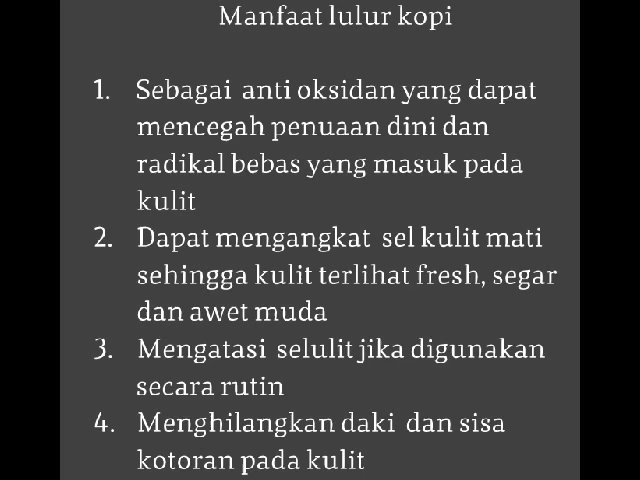 Manfaat lulur kopi
1. Sebagai anti oksidan yang dapat
mencegah penuaan dini dan
radikal bebas yang masuk pada
kulit
2. Dapat mengangkat sel kulit mati
sehingga kulit terlihat fresh, segar
dan awet muda
3. Mengatasi selulit jika digunakan
secara rutin
4. Menghilangkan daki dan sisa
kotoran pada kulit